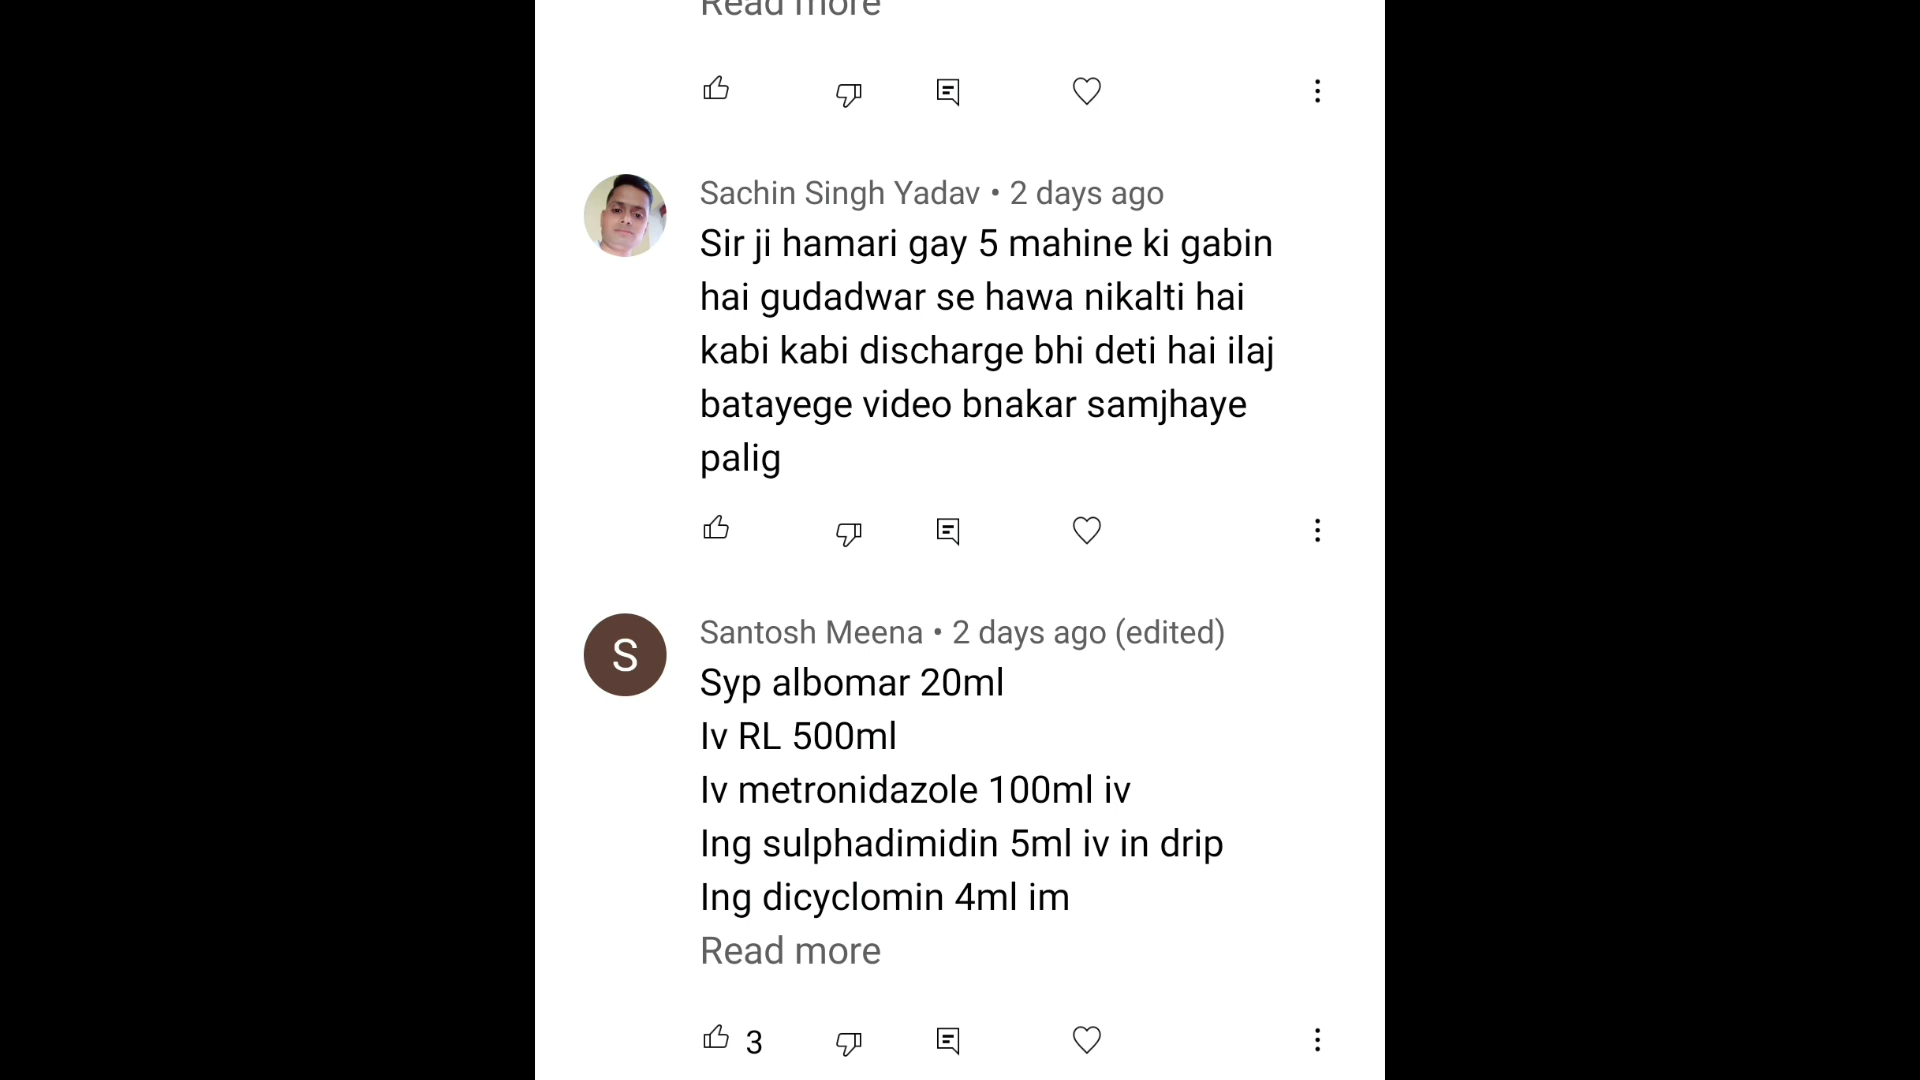 Read more
Sachin Singh Yadav • 2 days ago
Sir ji hamari gay 5 mahine ki gabin
hai gudadwar se hawa nikalti hai
kabi kabi discharge bhi deti hai ilaj
batayege video bnakar samjhaye
palig
S
Santosh Meena • 2 days ago (edited)
Syp albomar 20ml
Iv RL 500ml
Iv metronidazole 100ml iv
Ing sulphadimidin 5ml iv in drip
Ing dicyclomin 4ml im
Read more
3